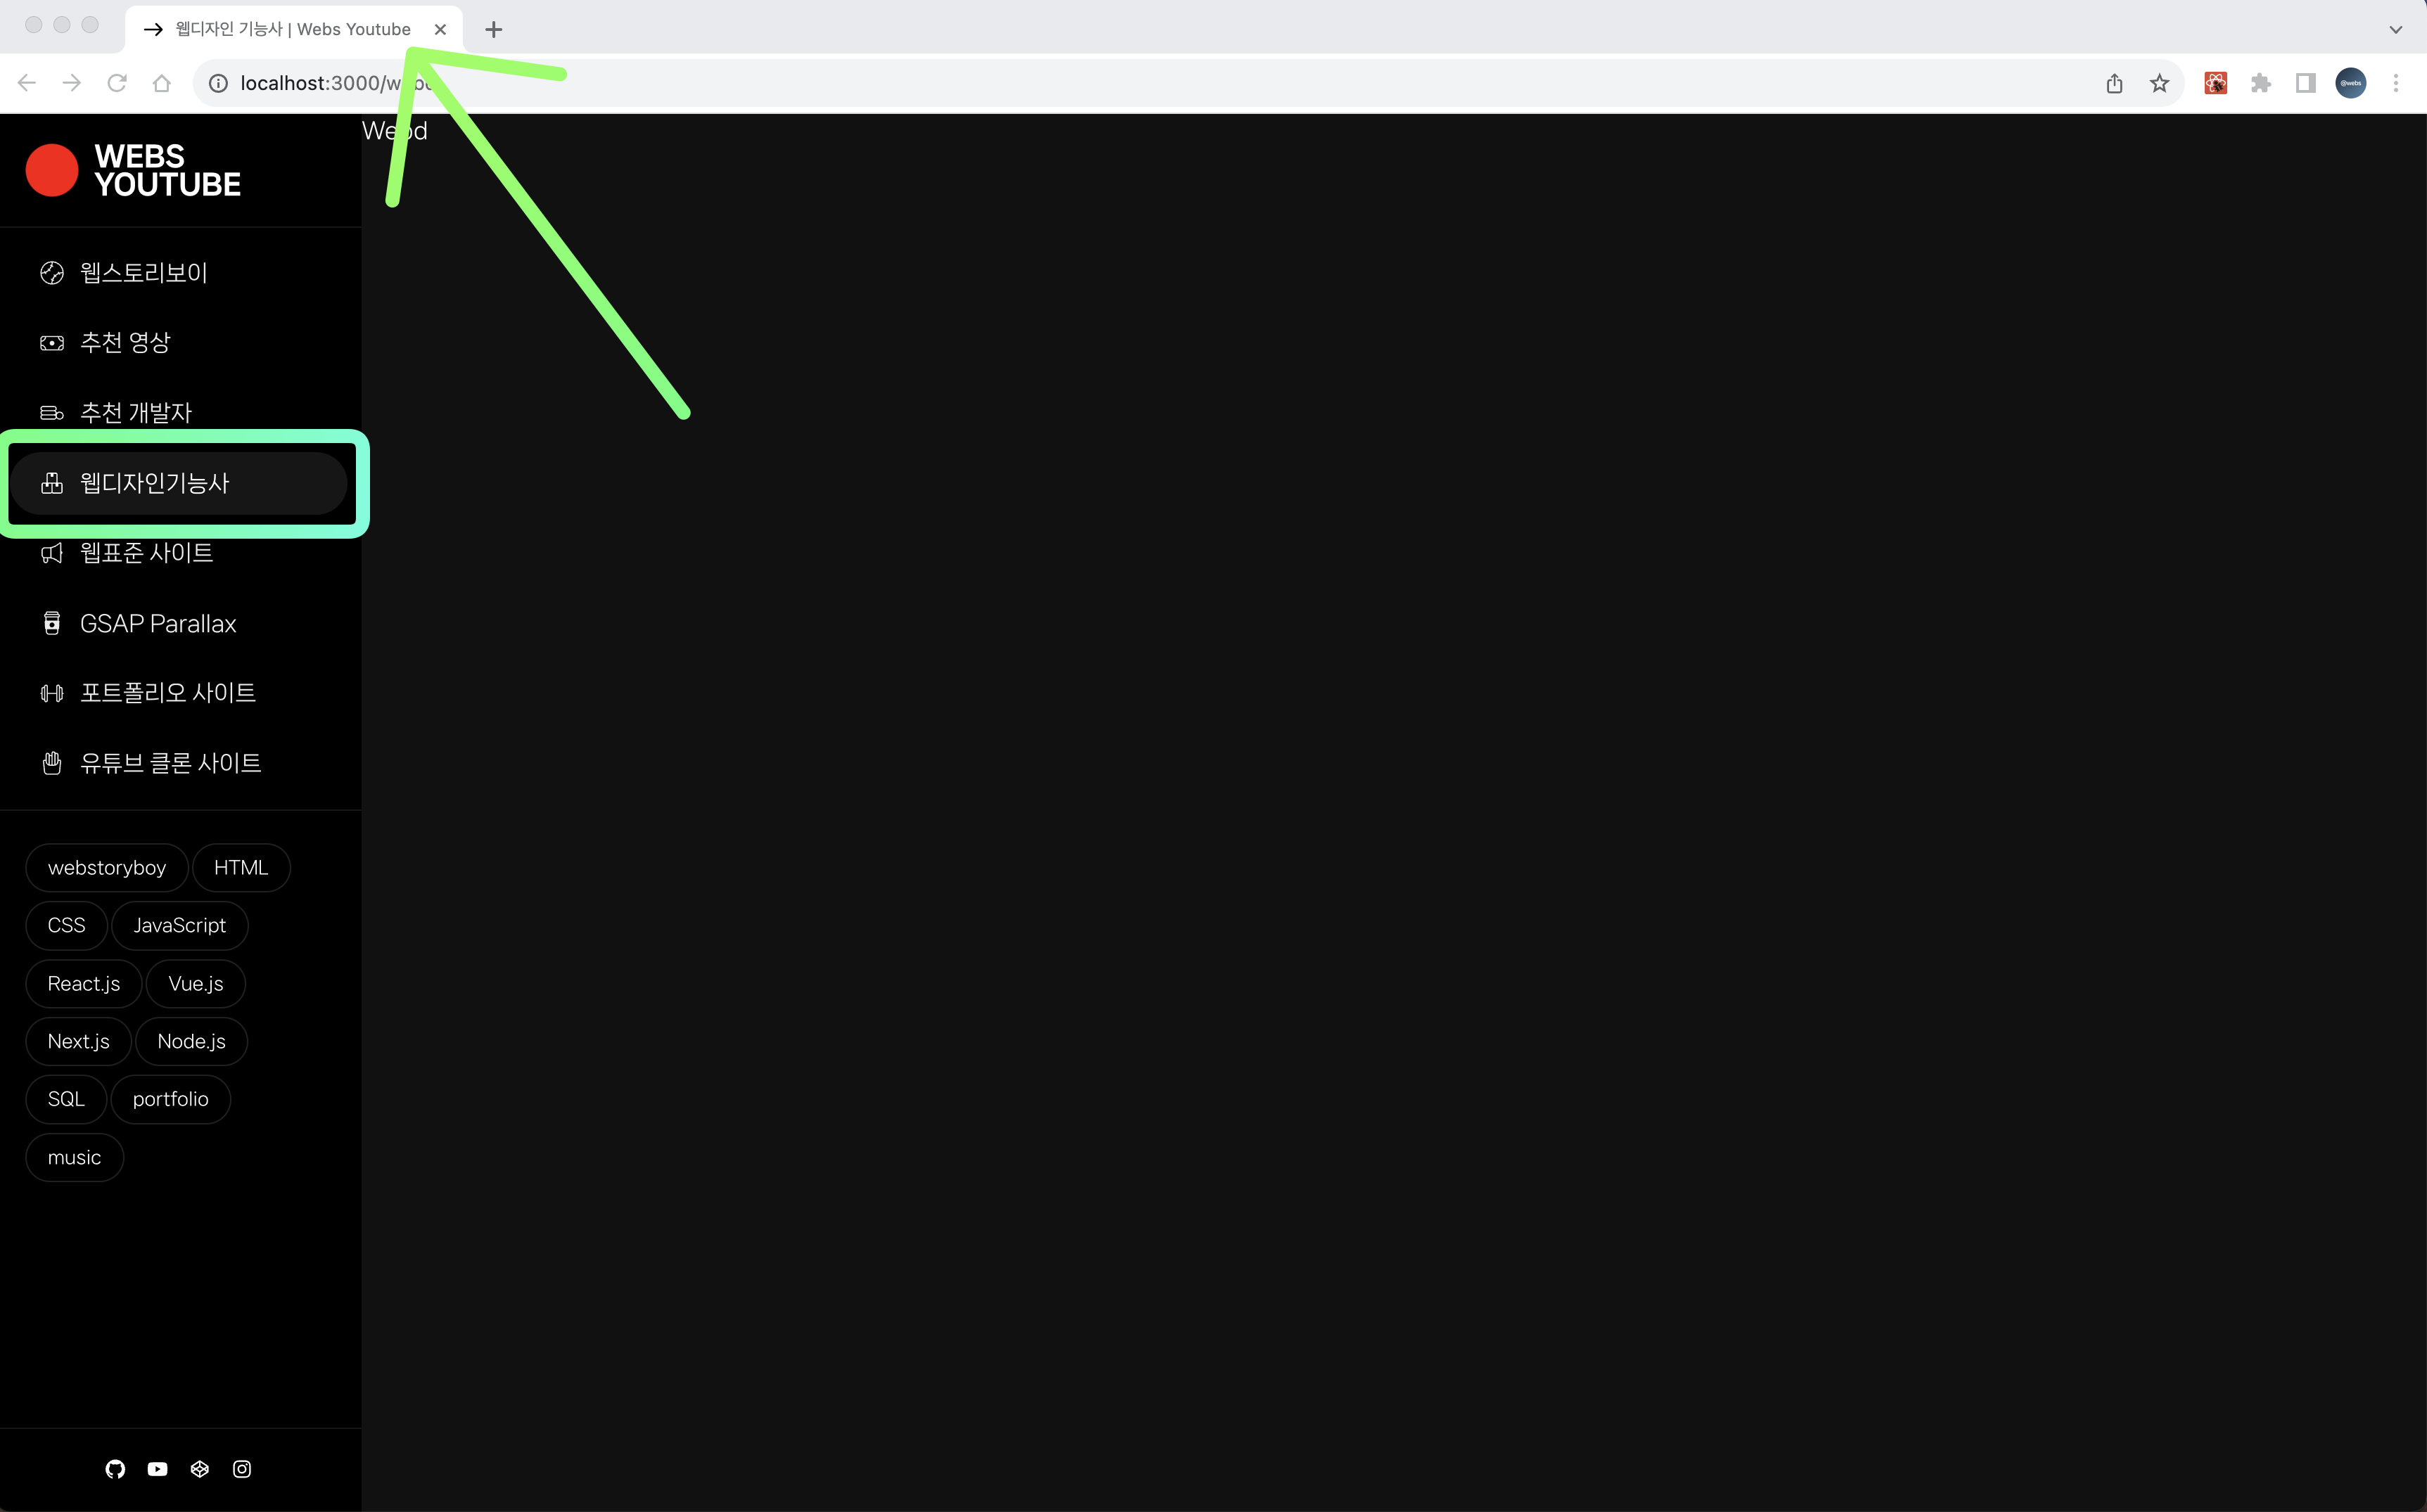 웹디자인 기능사 | Webs Youtube
localhost:3000/webd
Webd
WEBS
YOUTUBE
웹스토리보이
추천 영상
추천 개발자
웹디자인기능사
웹표준 사이트
GSAP Parallax
포트폴리오 사이트
유튜브 클론 사이트
webstoryboy HTML
CSS JavaScript
React.js Vue.js
Next.js Node.js
SQL portfolio
music
@webs